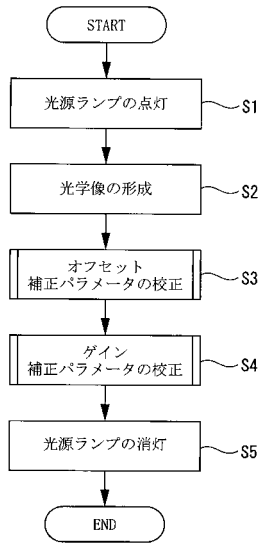 START
光源ランプの点灯
S1
光学像の形成
S2
オフセット
補正パラメータの校正
S3
ゲイン
補正パラメータの校正
S4
光源ランプの消灯
S5
END